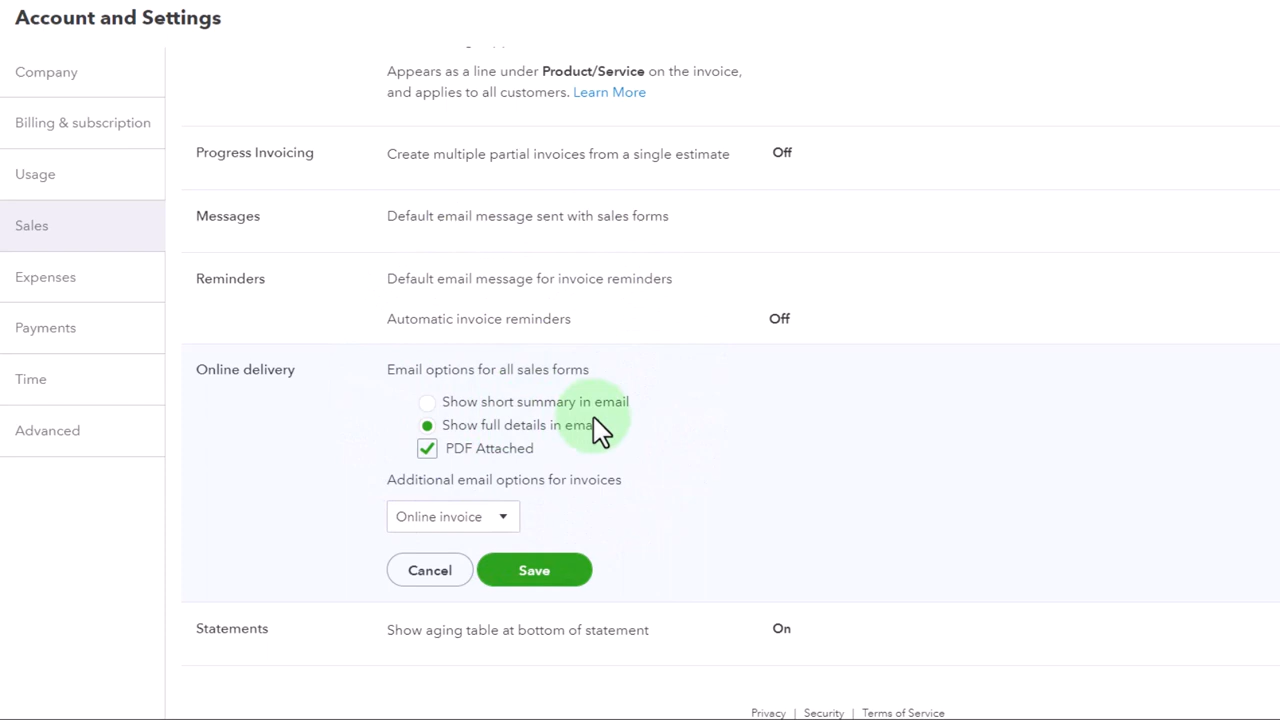 Account and Settings
Company
Billing & subscription
Usage
Sales
Expenses
Payments
Time
Advanced
Appears as a line under Product/Service on the invoice,
and applies to all customers. Learn More
Progress Invoicing
Create multiple partial invoices from a single estimate
Off
Messages
Default email message sent with sales forms
Reminders
Default email message for invoice reminders
Automatic invoice reminders
Off
Online delivery
Email options for all sales forms
Show short summary in email
Show full details in
PDF Attached
Additional email options for invoices
Online invoice
Cancel
Save
Statements
Show aging table at bottom of statement
On
Privacy | Security | Terms of Service